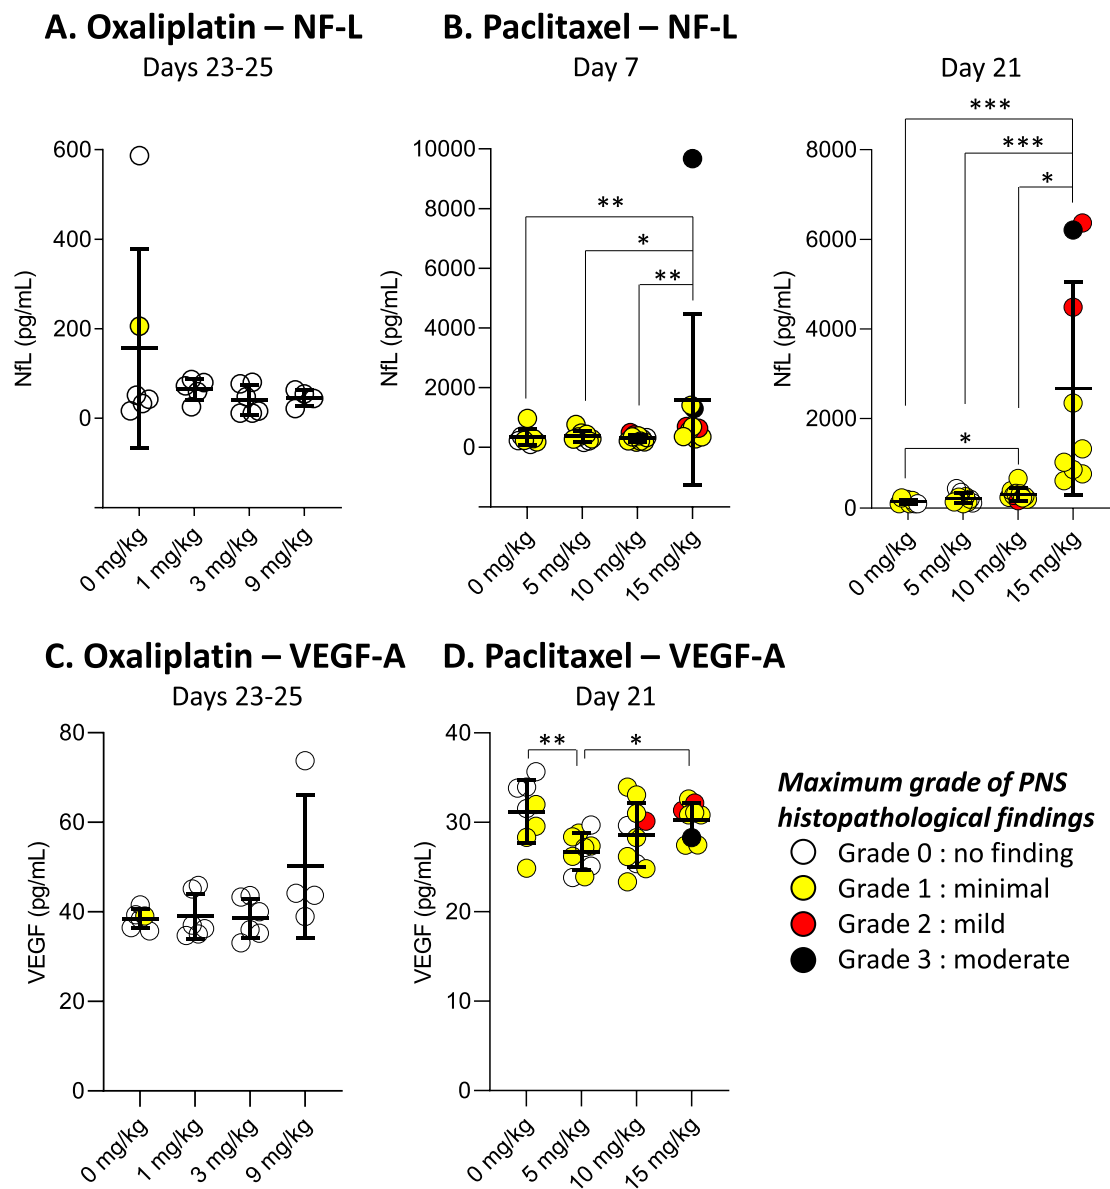 A. Oxaliplatin – NF-L
Days 23-25
NfL (pg/mL)
600
400
200
0
0 mg/kg
1 mg/kg
3 mg/kg
9 mg/kg
B. Paclitaxel – NF-L
Day 7
NfL (pg/mL)
10000
8000
6000
4000
2000
0
**
*
**
0 mg/kg
5 mg/kg
10 mg/kg
15 mg/kg
Day 21
NfL (pg/mL)
8000
6000
4000
2000
0
***
***
*
*
0 mg/kg
5 mg/kg
10 mg/kg
15 mg/kg
C. Oxaliplatin – VEGF-A
Days 23-25
VEGF (pg/mL)
80
60
40
20
0
0 mg/kg
1 mg/kg
3 mg/kg
9 mg/kg
D. Paclitaxel – VEGF-A
Day 21
VEGF (pg/mL)
40
30
20
10
0
**
*
0 mg/kg
5 mg/kg
10 mg/kg
15 mg/kg
Maximum grade of PNS
histopathological findings
Grade 0 : no finding
Grade 1 : minimal
Grade 2 : mild
Grade 3 : moderate